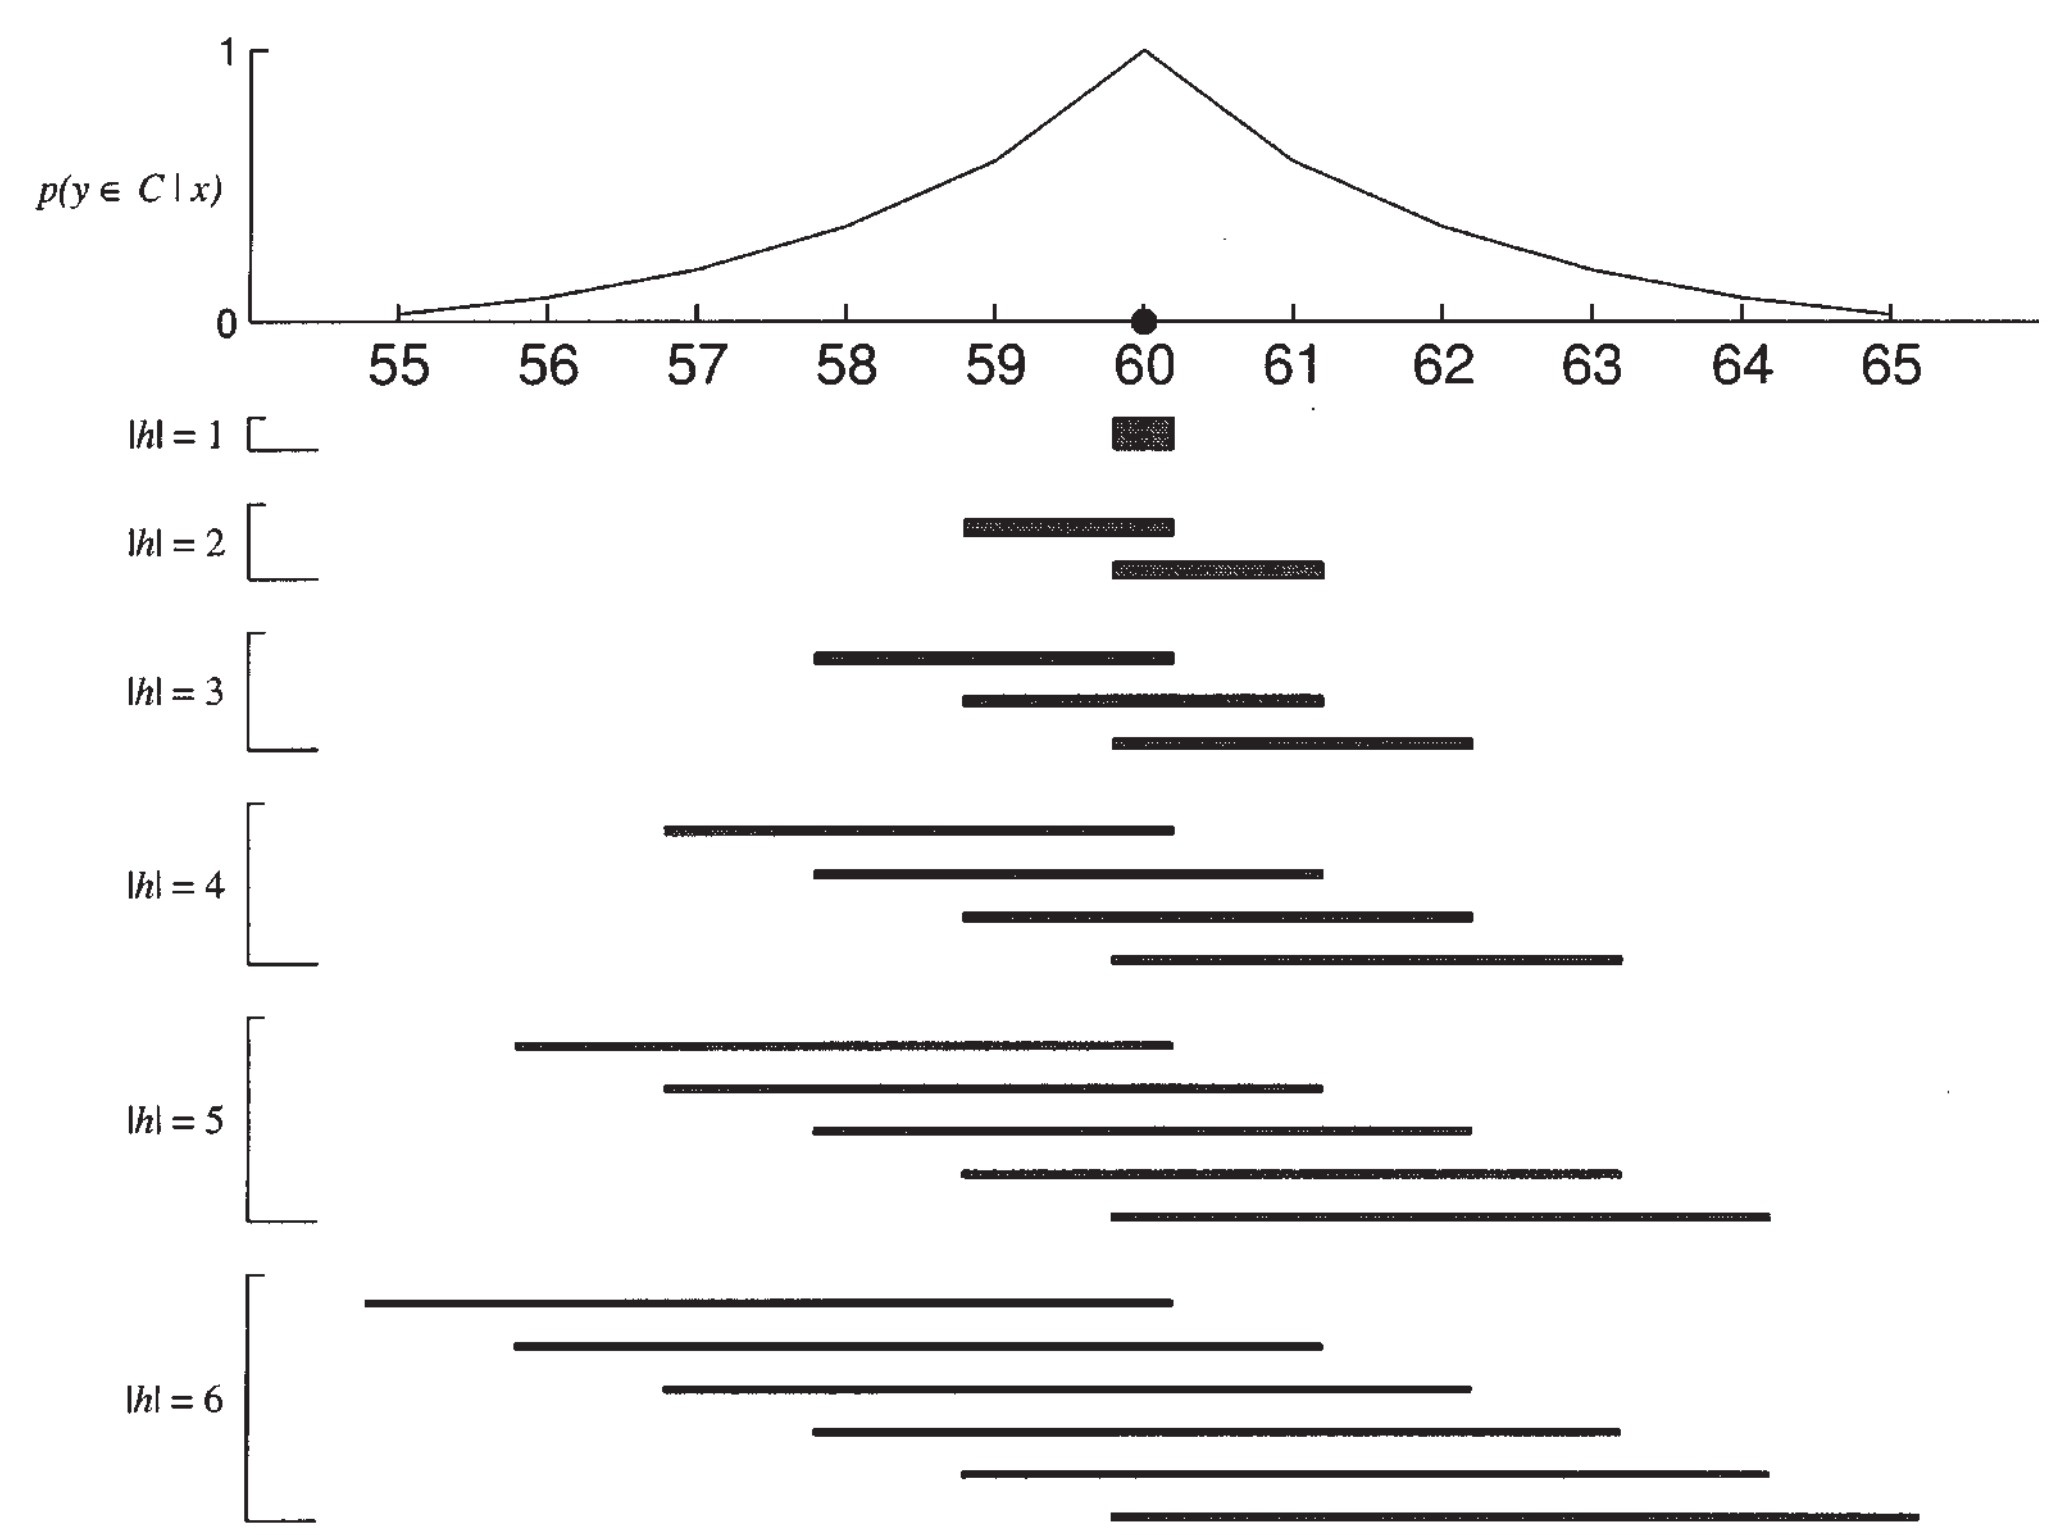 1
p(y ∈ C | x)
0
55 56 57 58 59 60 61 62 63 64 65
|h| = 1
|h| = 2
|h| = 3
|h| = 4
|h| = 5
|h| = 6